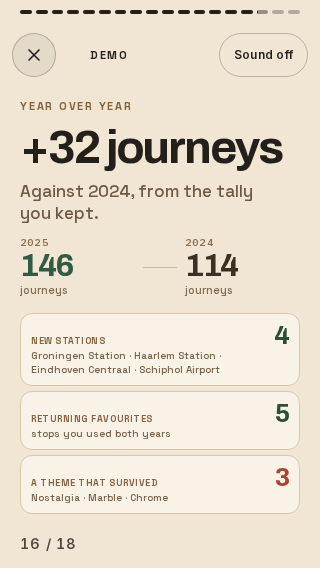 DEMO
Sound off
YEAR OVER YEAR
+32 journeys
Against 2024, from the tally
you kept.
2025
146
journeys
2024
114
journeys
NEW STATIONS
4
Groningen Station · Haarlem Station ·
Eindhoven Centraal · Schiphol Airport
RETURNING FAVOURITES
5
stops you used both years
A THEME THAT SURVIVED
3
Nostalgia · Marble · Chrome
16 / 18